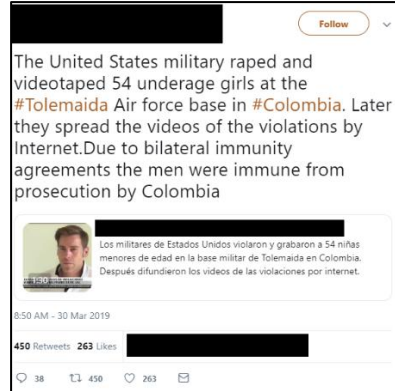 Follow
The United States military raped and
videotaped 54 underage girls at the
#Tolemaida Air force base in #Colombia. Later
they spread the videos of the violations by
Internet.Due to bilateral immunity
agreements the men were immune from
prosecution by Colombia
Los militares de Estados Unidos violaron y grabaron a 54 niñas
menores de edad en la base militar de Tolemaida en Colombia.
Después difundieron los videos de las violaciones por internet.
8:50 AM - 30 Mar 2019
450 Retweets 263 Likes
38 450 263